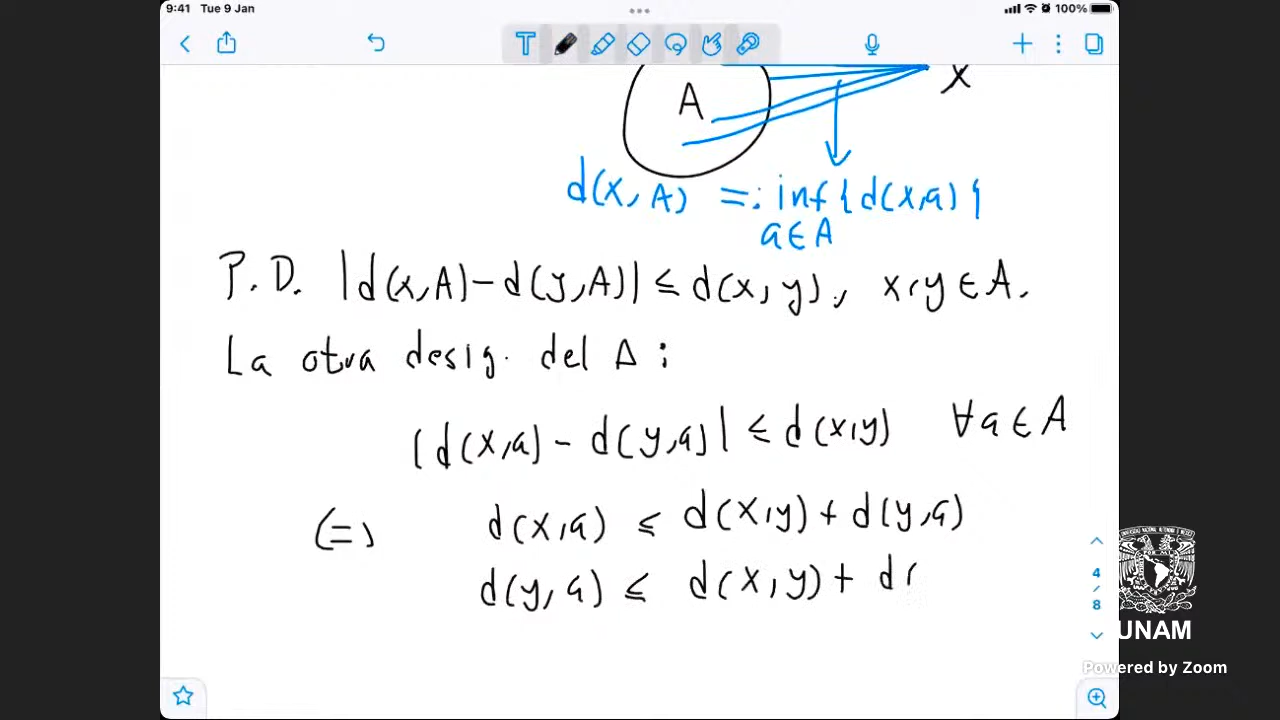 9:41 Tue 9 Jan
100%
A
x
d(x, A) =: inf{d(x,a)}
a∈A
P.D. |d(x,A) - d(y,A)| ≤ d(x,y), x,y ∈ A.
La otra desig. del Δ:
|d(x,a) - d(y,a)| ≤ d(x,y) ∀a∈A
(=)
d(x,a) ≤ d(x,y) + d(y,a)
d(y,a) ≤ d(x,y) + d(
4
/
8
UNAM
Powered by Zoom